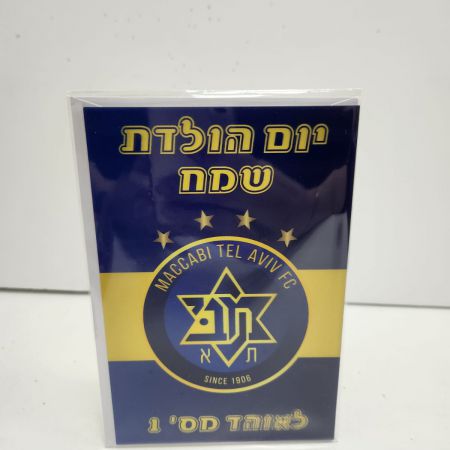 יום הולדת
שמח
MACCABI TEL AVIV FC
ת א
SINCE 1906
לאוהד מס' 1